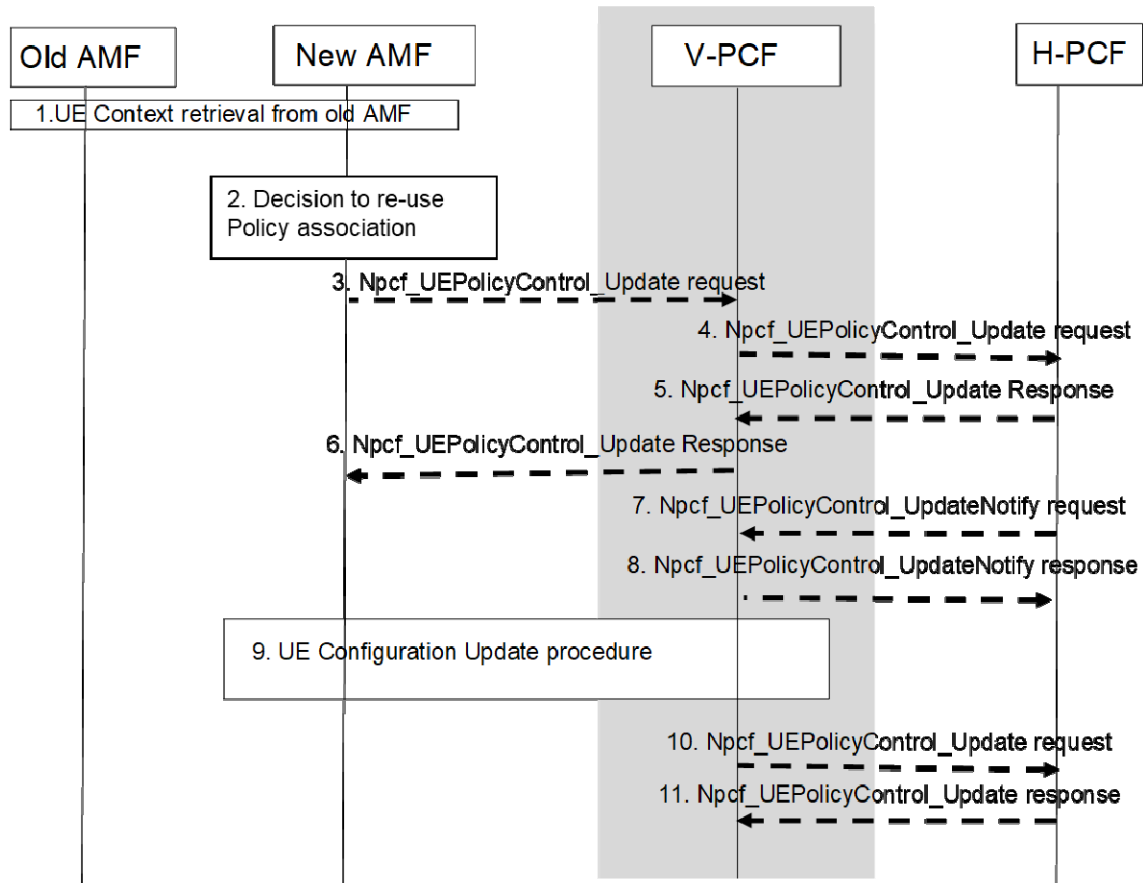 Old AMF
New AMF
V-PCF
H-PCF
1.UE Context retrieval from old AMF
2. Decision to re-use
Policy association
3. Npcf_UEPolicyControl_Update request
4. Npcf_UEPolicyControl_Update request
5. Npcf_UEPolicyControl_Update Response
6. Npcf_UEPolicyControl_Update Response
7. Npcf_UEPolicyControl_UpdateNotify request
8. Npcf_UEPolicyControl_UpdateNotify response
9. UE Configuration Update procedure
10. Npcf_UEPolicyControl_Update request
11. Npcf_UEPolicyControl_Update response